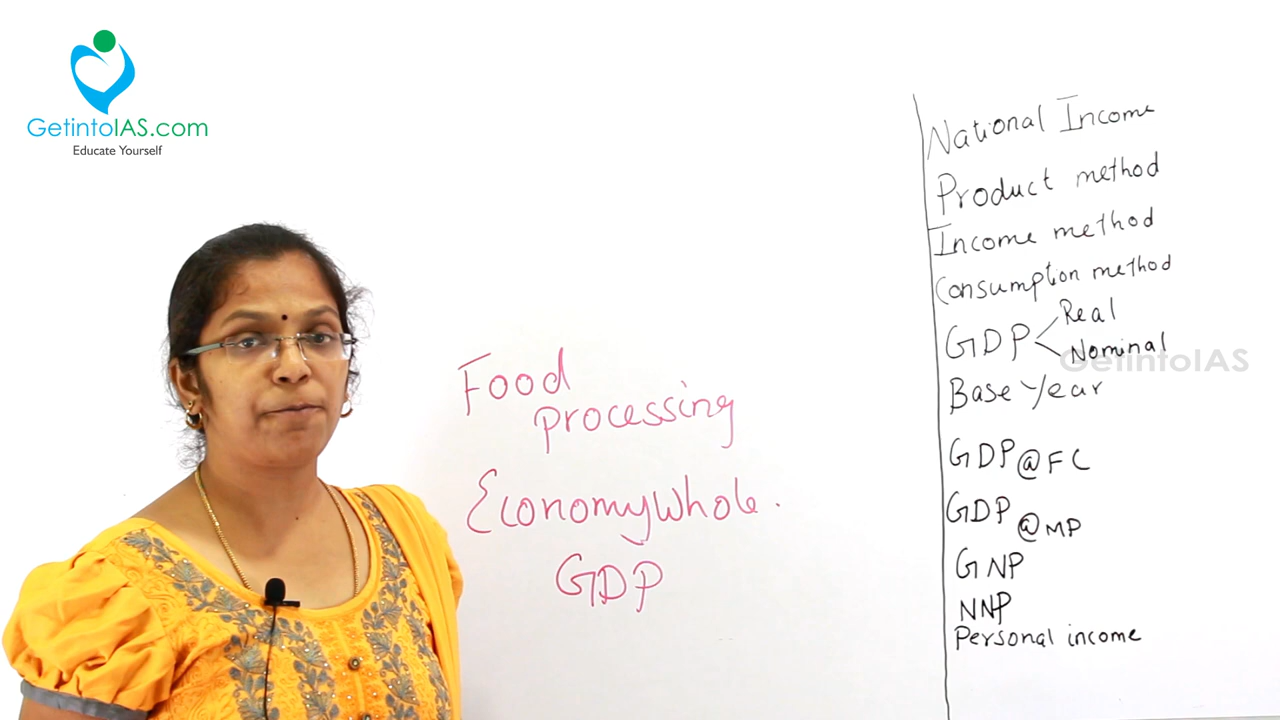 GetintoIAS.com
Educate Yourself
Food
processing
Economywhole.
GDP
National Income
Product method
Income method
Consumption method
GDP < Real
Nominal
GetintoIAS
Base Year
GDP @FC
GDP @MP
GNP
NNP
Personal income